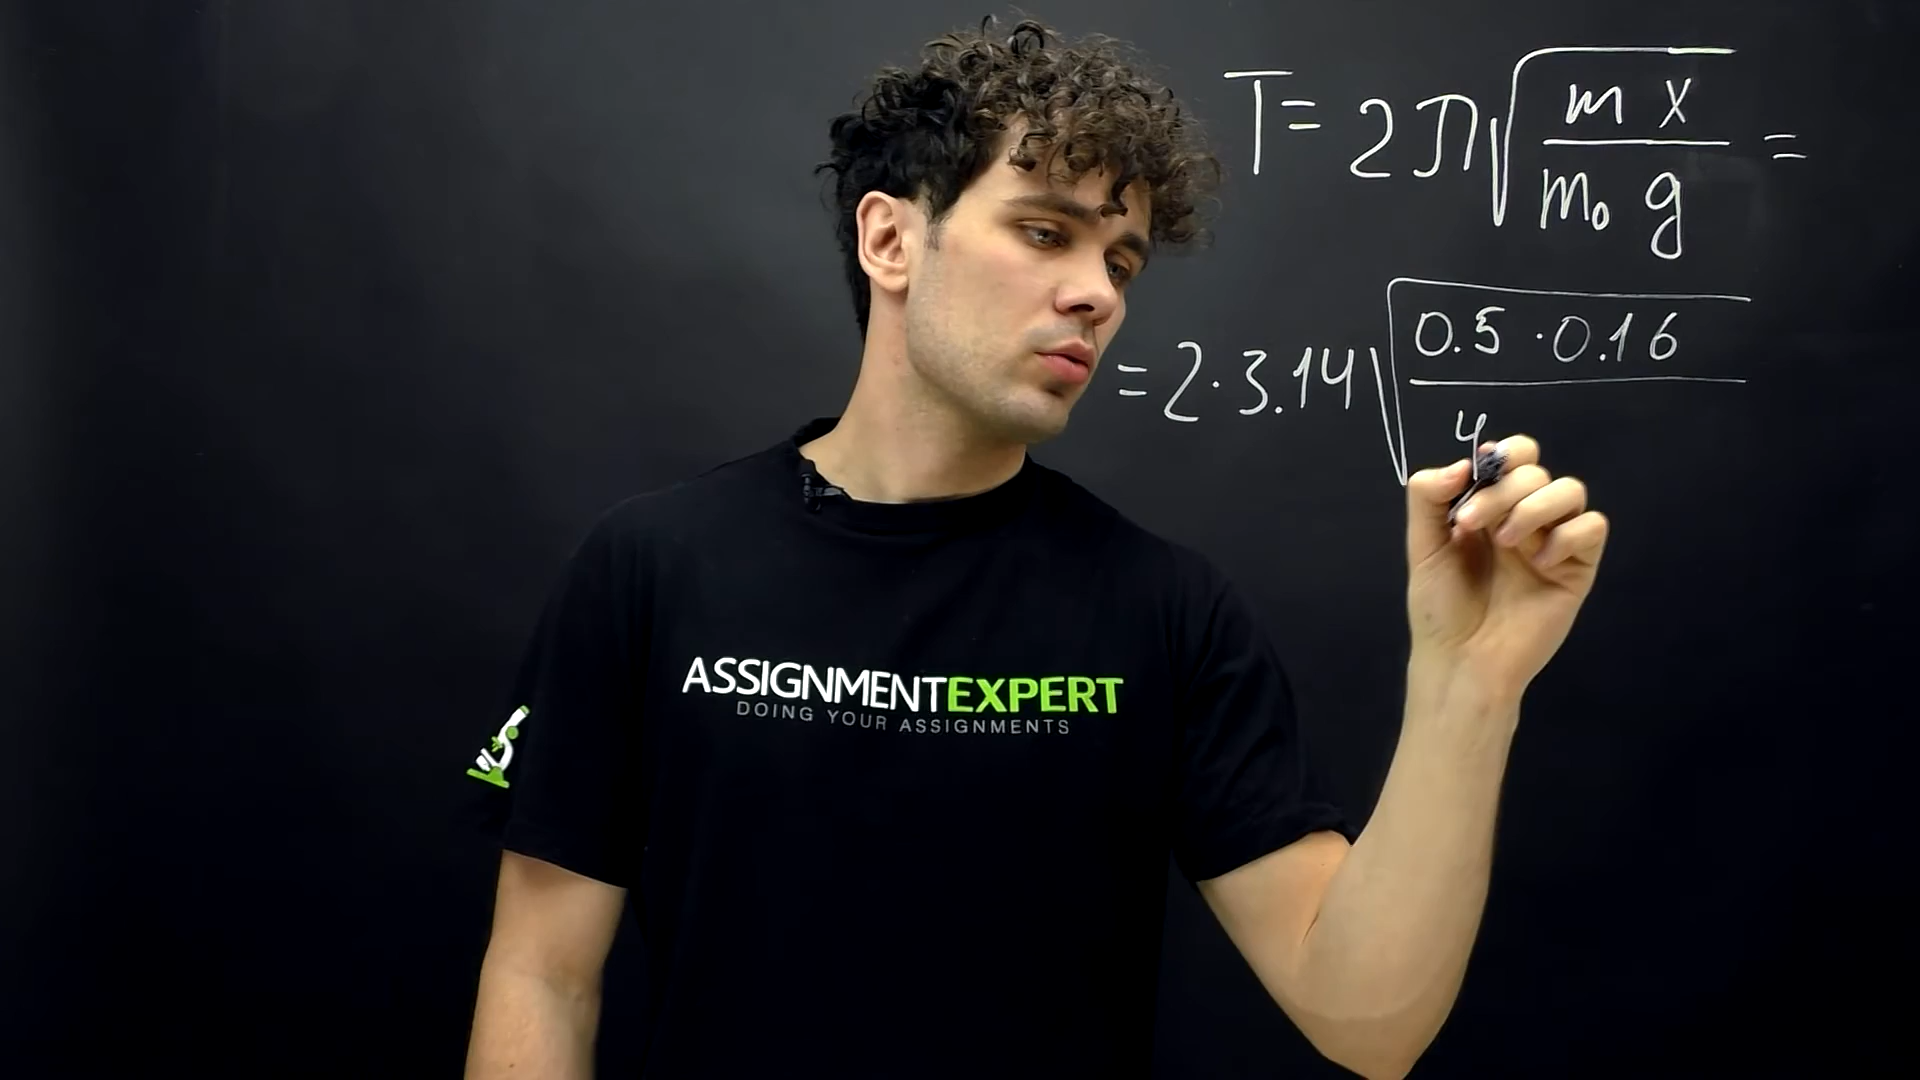 T = 2π√(m x / m₀ g) =
= 2·3.14 √(0.5 · 0.16 / 4
ASSIGNMENTEXPERT
DOING YOUR ASSIGNMENTS